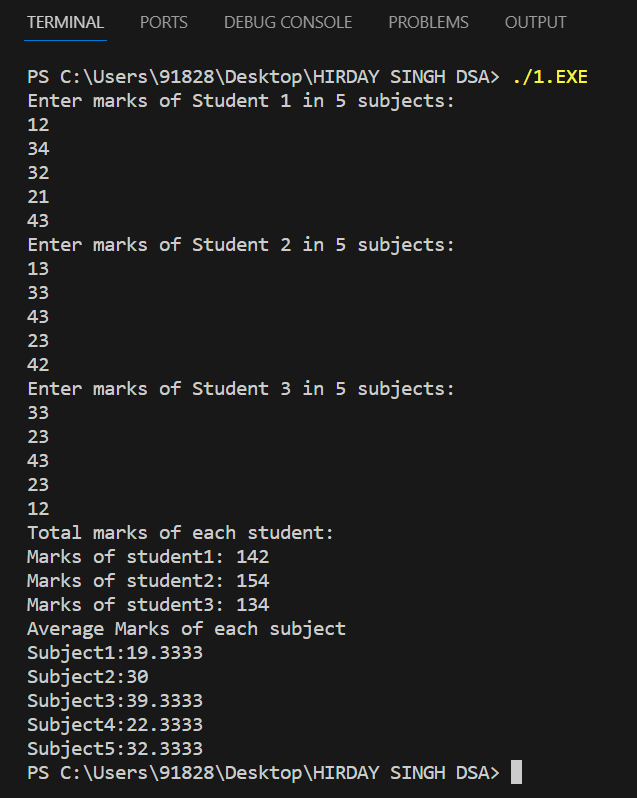 TERMINAL PORTS DEBUG CONSOLE PROBLEMS OUTPUT
PS C:\Users\91828\Desktop\HIRDAY SINGH DSA> ./1.EXE
Enter marks of Student 1 in 5 subjects:
12
34
32
21
43
Enter marks of Student 2 in 5 subjects:
13
33
43
23
42
Enter marks of Student 3 in 5 subjects:
33
23
43
23
12
Total marks of each student:
Marks of student1: 142
Marks of student2: 154
Marks of student3: 134
Average Marks of each subject
Subject1:19.3333
Subject2:30
Subject3:39.3333
Subject4:22.3333
Subject5:32.3333
PS C:\Users\91828\Desktop\HIRDAY SINGH DSA>